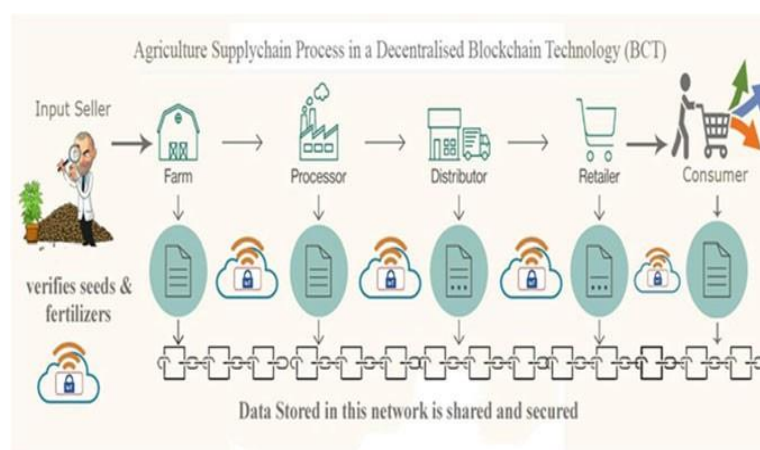 Agriculture Supplychain Process in a Decentralised Blockchain Technology (BCT)
Input Seller
Farm
Processor
Distributor
Retailer
Consumer
verifies seeds &
fertilizers
Data Stored in this network is shared and secured